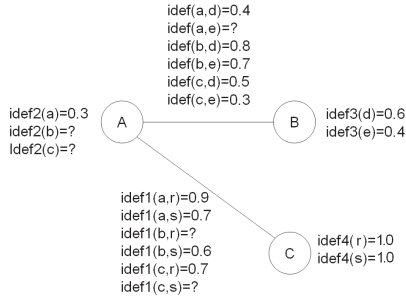 idef(a,d)=0.4
idef(a,e)=?
idef(b,d)=0.8
idef(b,e)=0.7
idef(c,d)=0.5
idef(c,e)=0.3
idef2(a)=0.3
idef2(b)=?
Idef2(c)=?
A
B
idef3(d)=0.6
idef3(e)=0.4
idef1(a,r)=0.9
idef1(a,s)=0.7
idef1(b,r)=?
idef1(b,s)=0.6
idef1(c,r)=0.7
idef1(c,s)=?
C
idef4( r)=1.0
idef4(s)=1.0